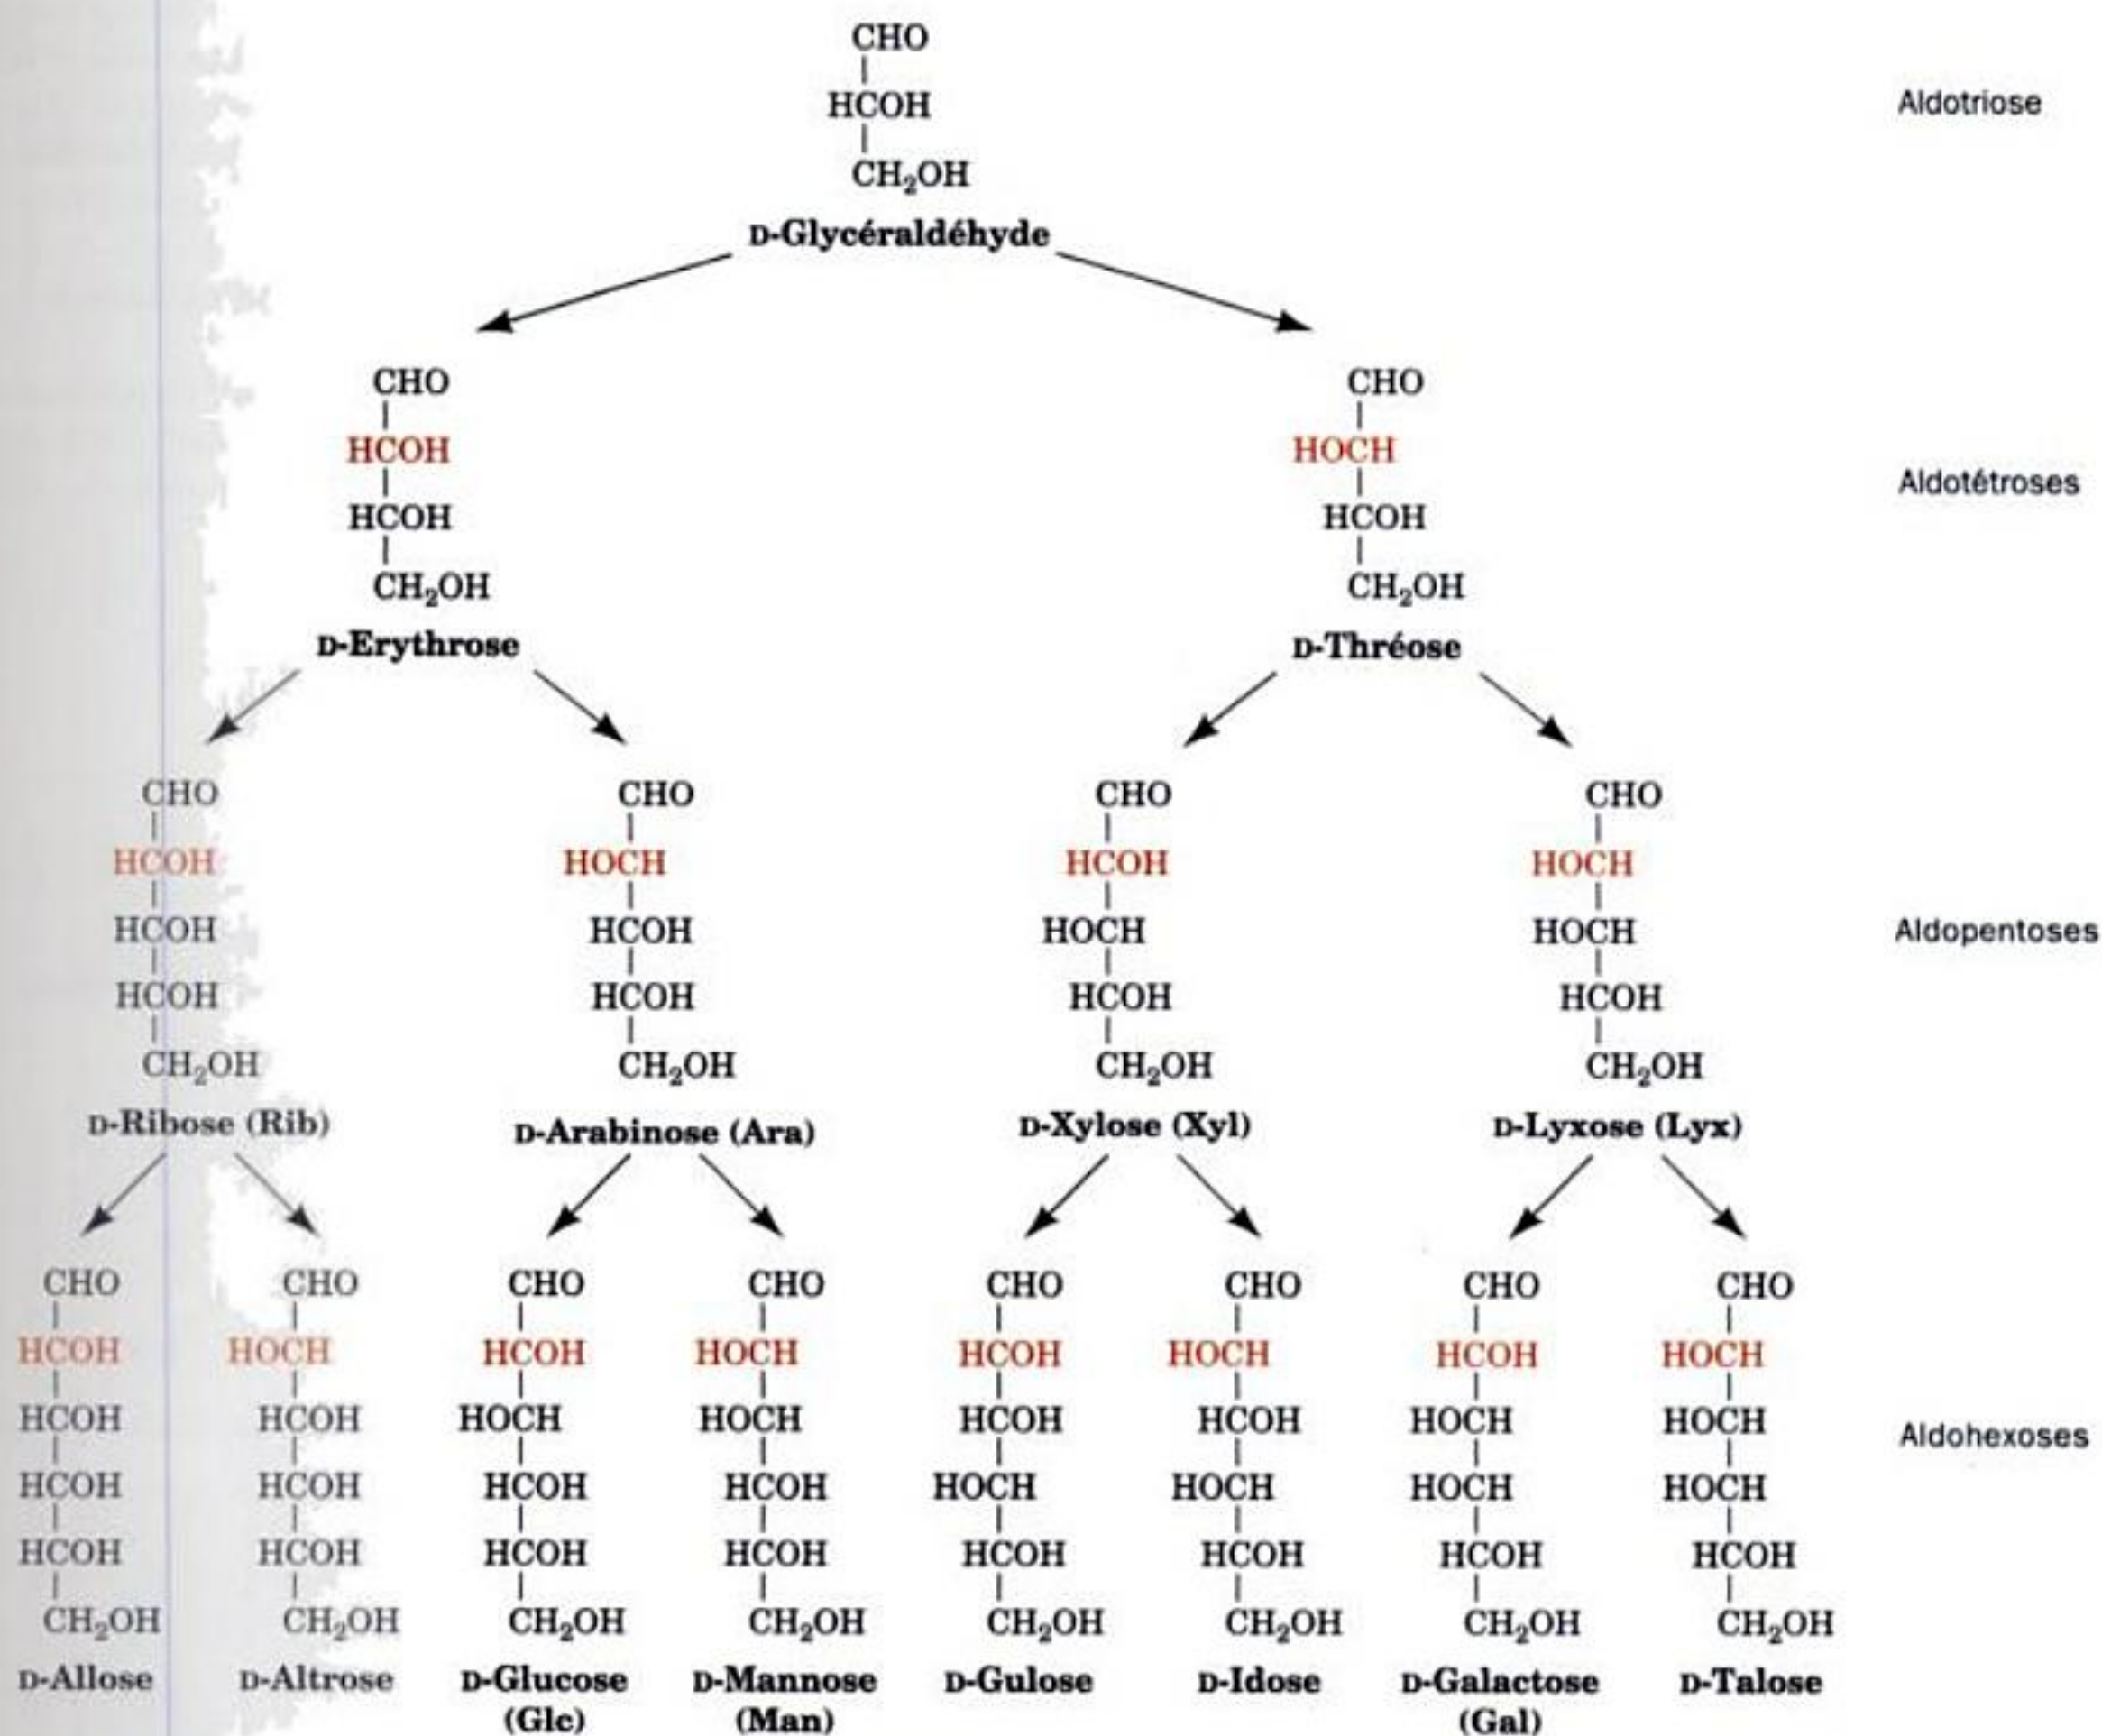 CHO
HCOH Aldotriose
CH₂OH
D-Glycéraldéhyde
CHO CHO
HCOH HOCH
Aldotétroses
HCOH HCOH
CH₂OH CH₂OH
D-Erythrose D-Thréose
CHO CHO CHO CHO
HCOH HOCH HCOH HOCH
HCOH HCOH HOCH HOCH Aldopentoses
HCOH HCOH HCOH HCOH
CH₂OH CH₂OH CH₂OH CH₂OH
D-Ribose (Rib) D-Arabinose (Ara) D-Xylose (Xyl) D-Lyxose (Lyx)
CHO CHO CHO CHO CHO CHO CHO CHO
HCOH HOCH HCOH HOCH HCOH HOCH HCOH HOCH
HCOH HCOH HOCH HOCH HCOH HCOH HOCH HOCH Aldohexoses
HCOH HCOH HCOH HCOH HOCH HOCH HOCH HOCH
HCOH HCOH HCOH HCOH HCOH HCOH HCOH HCOH
CH₂OH CH₂OH CH₂OH CH₂OH CH₂OH CH₂OH CH₂OH CH₂OH
D-Allose D-Altrose D-Glucose D-Mannose D-Gulose D-Idose D-Galactose D-Talose
(Glc) (Man) (Gal)